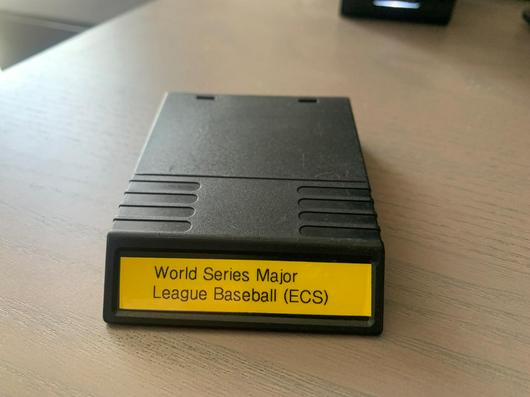 World Series Major
League Baseball (ECS)